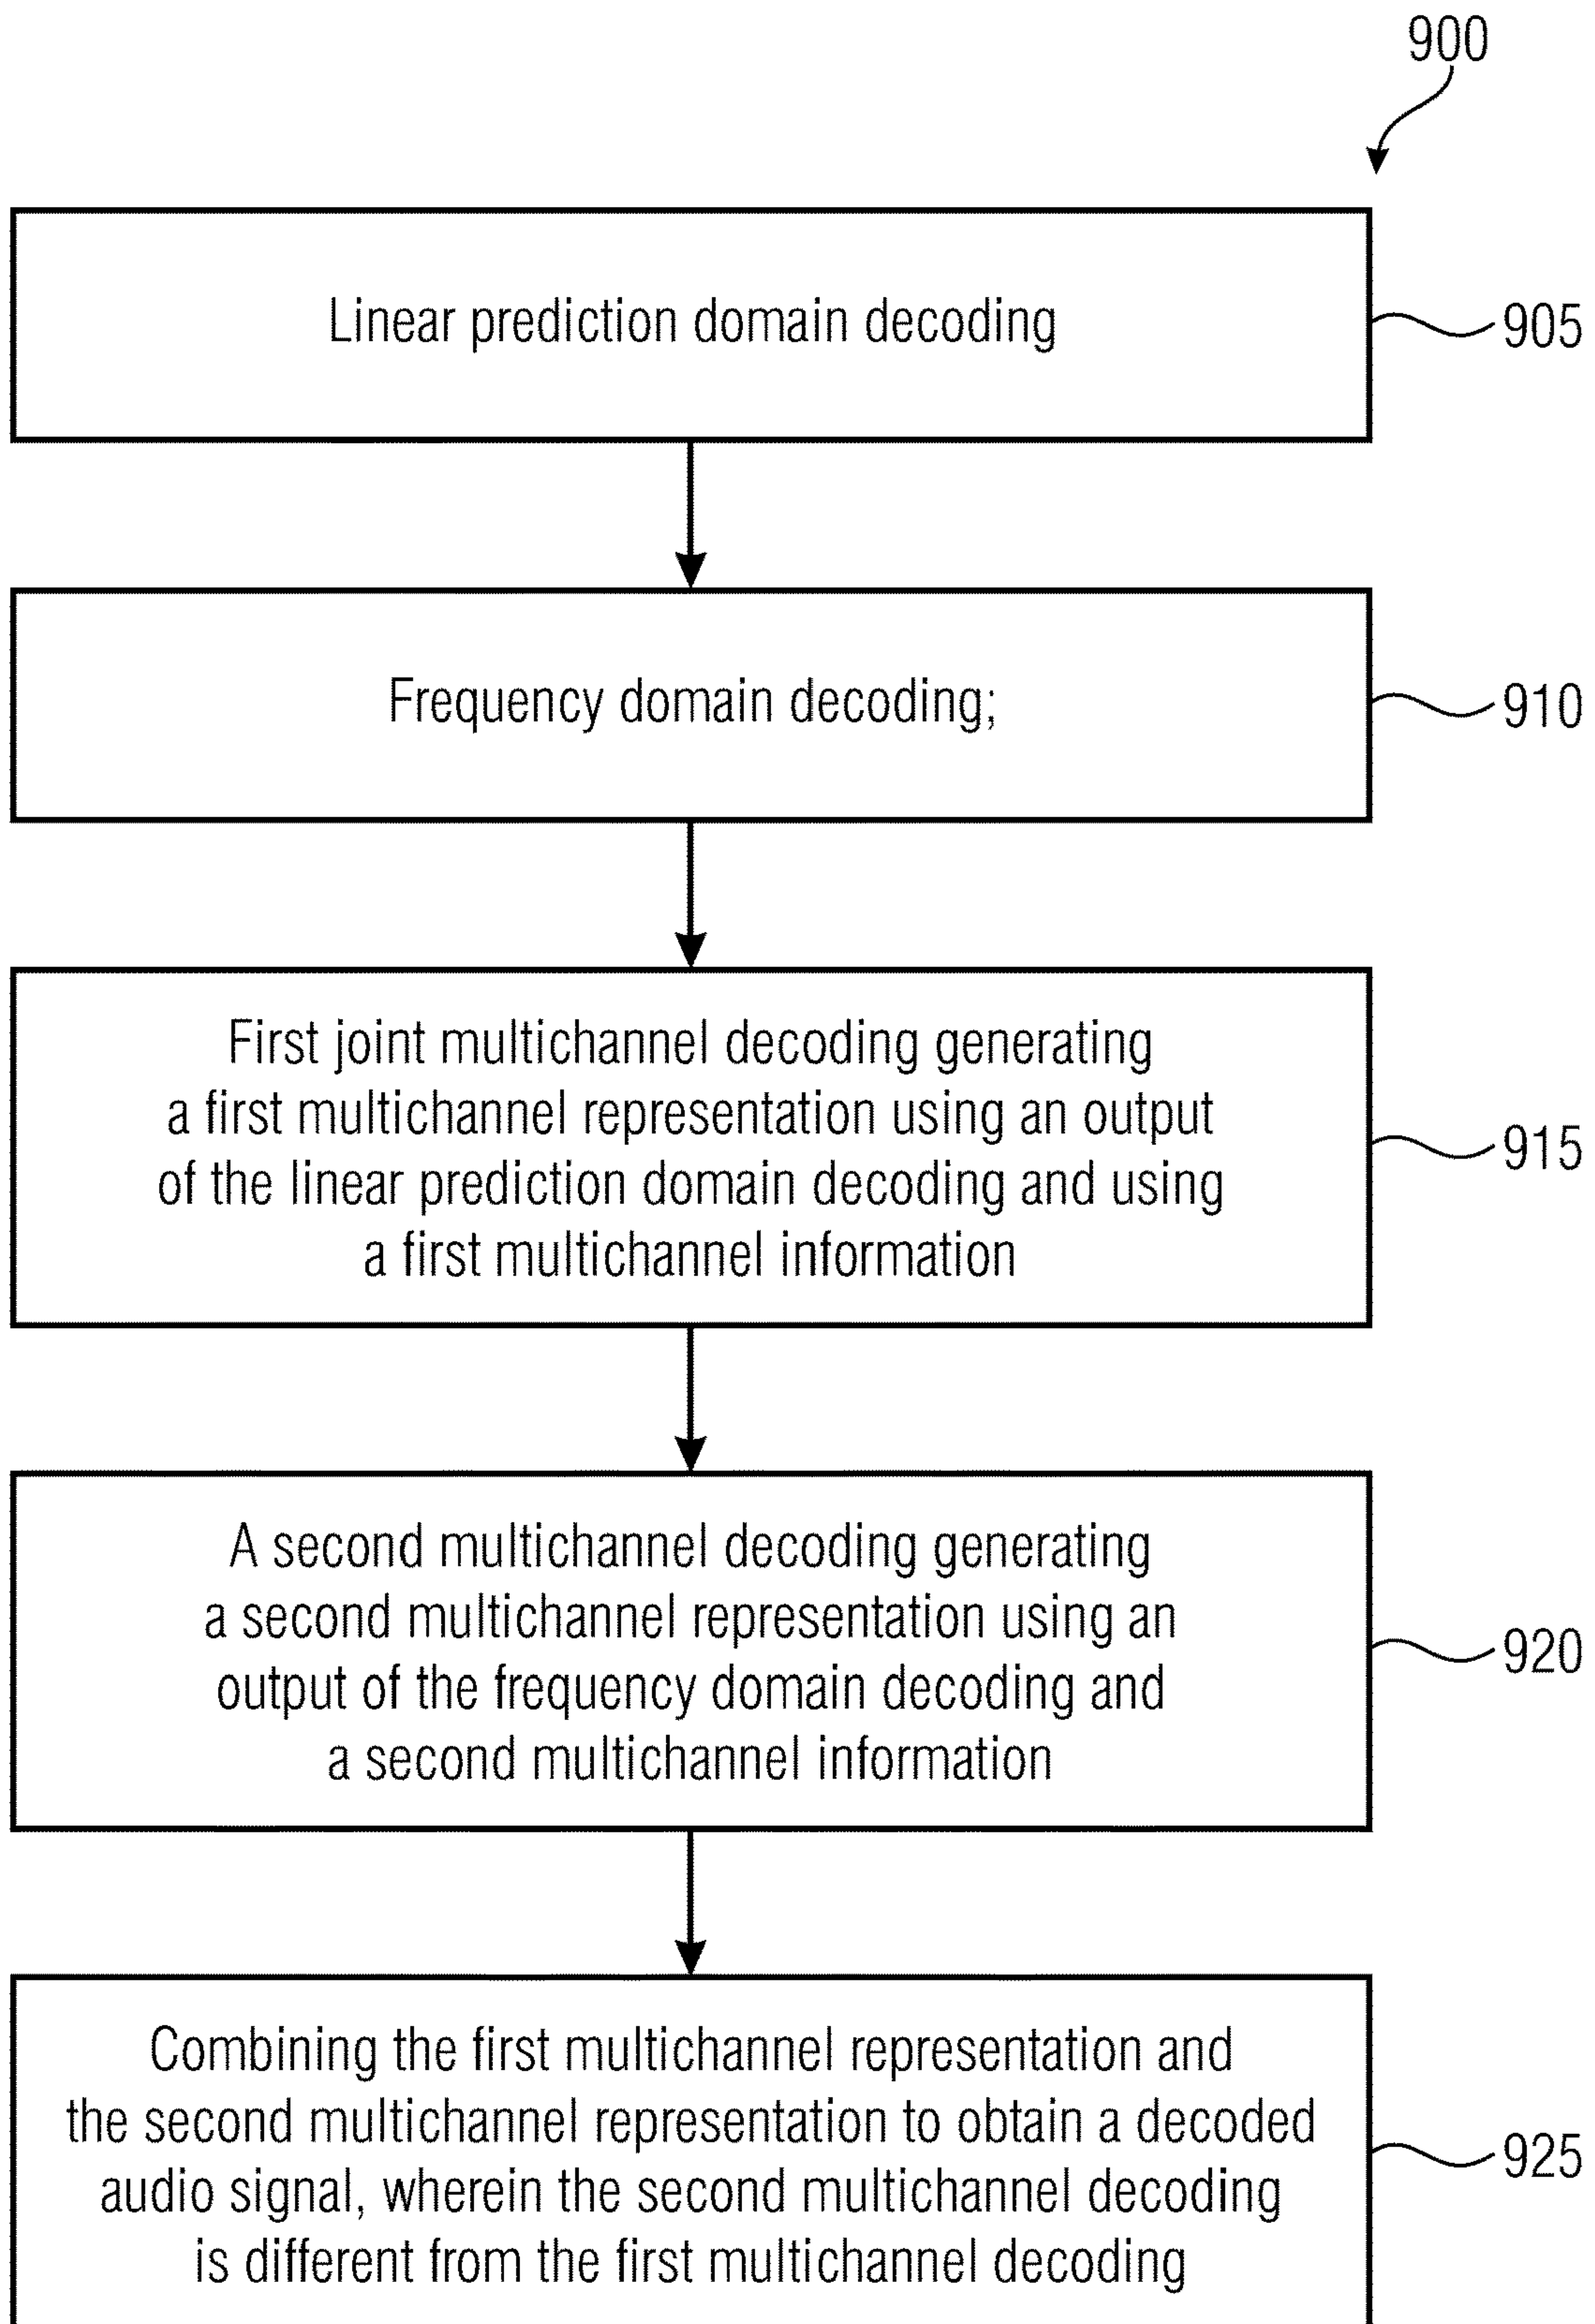 900
Linear prediction domain decoding
905
Frequency domain decoding;
910
First joint multichannel decoding generating
a first multichannel representation using an output
of the linear prediction domain decoding and using
a first multichannel information
915
A second multichannel decoding generating
a second multichannel representation using an
output of the frequency domain decoding and
a second multichannel information
920
Combining the first multichannel representation and
the second multichannel representation to obtain a decoded
audio signal, wherein the second multichannel decoding
is different from the first multichannel decoding
925